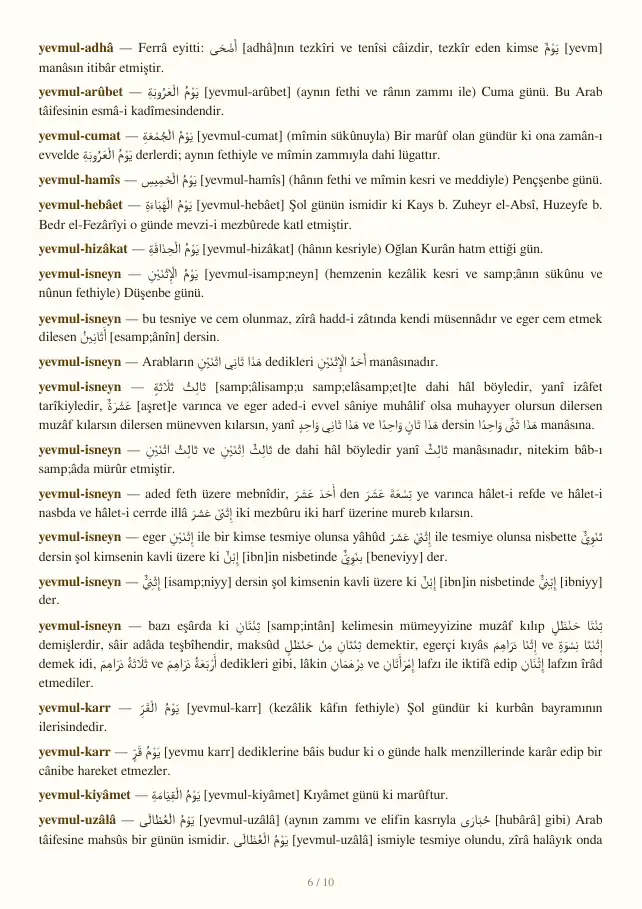 yevmul-adhâ — Ferrâ eyitti: أَضْحَى [adhâ]nın tezkîri ve tenîsi câizdir, tezkîr eden kimse يَوْمٌ [yevm]
manâsın itibâr etmiştir.
yevmul-arûbet — يَوْمُ الْعَرُوبَةِ [yevmul-arûbet] (aynın fethi ve rânın zammı ile) Cuma günü. Bu Arab
tâifesinin esmâ-i kadîmesindendir.
yevmul-cumat — يَوْمُ الْجُمْعَةِ [yevmul-cumat] (mîmin sükûnuyla) Bir marûf olan gündür ki ona zamân-ı
evvelde يَوْمُ الْعَرُوبَةِ derlerdi; aynın fethiyle ve mîmin zammıyla dahi lügattır.
yevmul-hamîs — يَوْمُ الْخَمِيسِ [yevmul-hamîs] (hânın fethi ve mîmin kesri ve meddiyle) Pençşenbe günü.
yevmul-hebâet — يَوْمُ الْهَبَاءَةِ [yevmul-hebâet] Şol günün ismidir ki Kays b. Zuheyr el-Absî, Huzeyfe b.
Bedr el-Fezârîyi o günde mevzi-i mezbûrede katl etmiştir.
yevmul-hizâkat — يَوْمُ الْحِذَاقَةِ [yevmul-hizâkat] (hânın kesriyle) Oğlan Kurân hatm ettiği gün.
yevmul-isneyn — يَوْمُ الْإِثْنَيْنِ [yevmul-isamp;neyn] (hemzenin kezâlik kesri ve samp;ânın sükûnu ve
nûnun fethiyle) Düşenbe günü.
yevmul-isneyn — bu tesniye ve cem olunmaz, zîrâ hadd-i zâtında kendi müsennâdır ve eger cem etmek
dilesen أَثَانِينُ [esamp;ânîn] dersin.
yevmul-isneyn — Arabların هَذَا ثَانِي اثْنَيْنِ dedikleri أَحَدُ الْإِثْنَيْنِ manâsınadır.
yevmul-isneyn — ثَالِثُ ثَلَاثَةٍ [samp;âlisamp;u samp;elâsamp;et]te dahi hâl böyledir, yanî izâfet
tarîkiyledir, عَشَرَةٌ [aşret]e varınca ve eger aded-i evvel sâniye muhâlif olsa muhayyer olursun dilersen
muzâf kılarsın dilersen münevven kılarsın, yanî هَذَا ثَانِي وَاحِدٍ ve هَذَا ثَانٍ وَاحِدًا dersin هَذَا ثَنَّى وَاحِدًا manâsına.
yevmul-isneyn — ثَالِثُ اثْنَيْنِ ve ثَالِثٌ اِثْنَيْنِ de dahi hâl böyledir yanî ثَالِثٌ manâsınadır, nitekim bâb-ı
samp;âda mürûr etmiştir.
yevmul-isneyn — aded feth üzere mebnîdir, أَحَدَ عَشَرَ den تِسْعَةَ عَشَرَ ye varınca hâlet-i refde ve hâlet-i
nasbda ve hâlet-i cerrde illâ إِثْنَيْ عَشَرَ iki mezbûru iki harf üzerine mureb kılarsın.
yevmul-isneyn — eger إِثْنَيْنِ ile bir kimse tesmiye olunsa yâhûd إِثْنَيْ عَشَرَ ile tesmiye olunsa nisbette ثَنَوِيٌّ
dersin şol kimsenin kavli üzere ki إِبْنٌ [ibn]in nisbetinde بَنَوِيٌّ [beneviyy] der.
yevmul-isneyn — إِثْنِيٌّ [isamp;niyy] dersin şol kimsenin kavli üzere ki إِبْنٌ [ibn]in nisbetinde إِبْنِيٌّ [ibniyy]
der.
yevmul-isneyn — bazı eşârda ki ثِنْتَانِ [samp;intân] kelimesin mümeyyizine muzâf kılıp ثِنْتَا حَنْظَلٍ
demişlerdir, sâir adâda teşbîhendir, maksûd ثِنْتَانِ مِنْ حَنْظَلٍ demektir, egerçi kıyâs إِثْنَا دَرَاهِمَ ve إِثْنَتَا نِسْوَةٍ
demek idi, ثَلَاثَةُ دَرَاهِمَ ve أَرْبَعَةُ دَرَاهِمَ dedikleri gibi, lâkin دِرْهَمَانِ ve إِمْرَأَتَانِ lafzı ile iktifâ edip إِثْنَانِ lafzın îrâd
etmediler.
yevmul-karr — يَوْمُ الْقَرِّ [yevmul-karr] (kezâlik kâfın fethiyle) Şol gündür ki kurbân bayramının
ilerisindedir.
yevmul-karr — يَوْمُ قَرٍّ [yevmu karr] dediklerine bâis budur ki o günde halk menzillerinde karâr edip bir
cânibe hareket etmezler.
yevmul-kiyâmet — يَوْمُ الْقِيَامَةِ [yevmul-kiyâmet] Kıyâmet günü ki marûftur.
yevmul-uzâlâ — يَوْمُ الْعُظَالَى [yevmul-uzâlâ] (aynın zammı ve elifin kasrıyla حُبَارَى [hubârâ] gibi) Arab
tâifesine mahsûs bir günün ismidir. يَوْمُ الْعُظَالَى [yevmul-uzâlâ] ismiyle tesmiye olundu, zîrâ halâyık onda
6 / 10